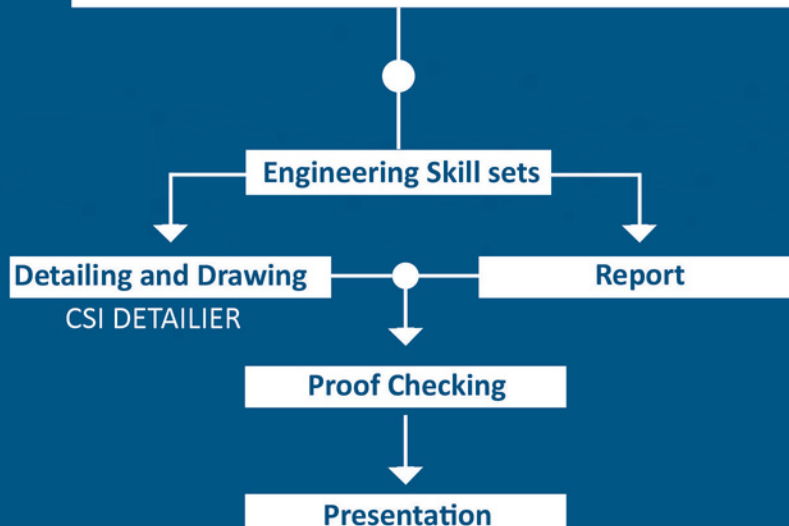 Engineering Skill sets
Detailing and Drawing
Report
CSI DETAILIER
Proof Checking
Presentation